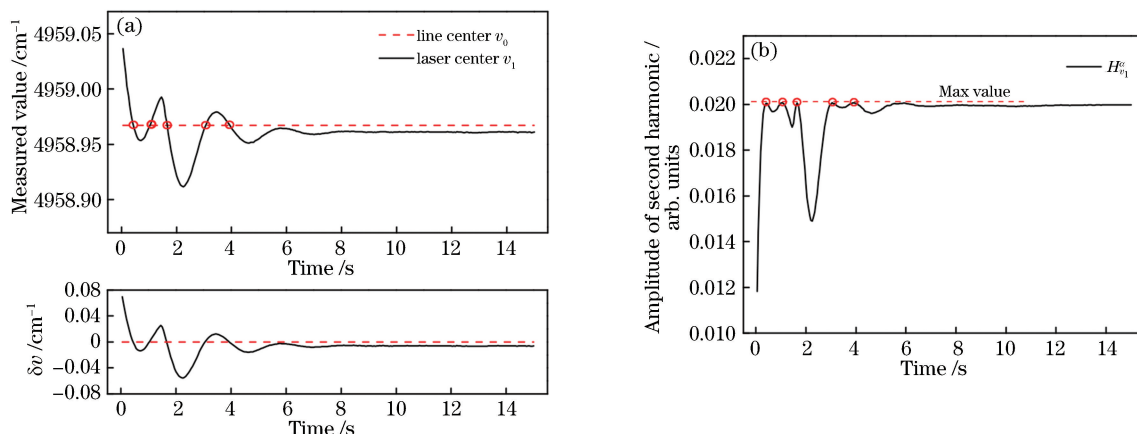 (a)
4959.05
4959.00
4958.95
4958.90
Measured value /cm⁻¹
line center v₀
laser center v₁
0 2 4 6 8 10 12 14
Time /s
0.08
0.04
0
−0.04
−0.08
δv /cm⁻¹
0 2 4 6 8 10 12 14
Time /s
(b)
0.022
0.020
0.018
0.016
0.014
0.012
0.010
Amplitude of second harmonic /
arb. units
Max value
0 2 4 6 8 10 12 14
Time /s